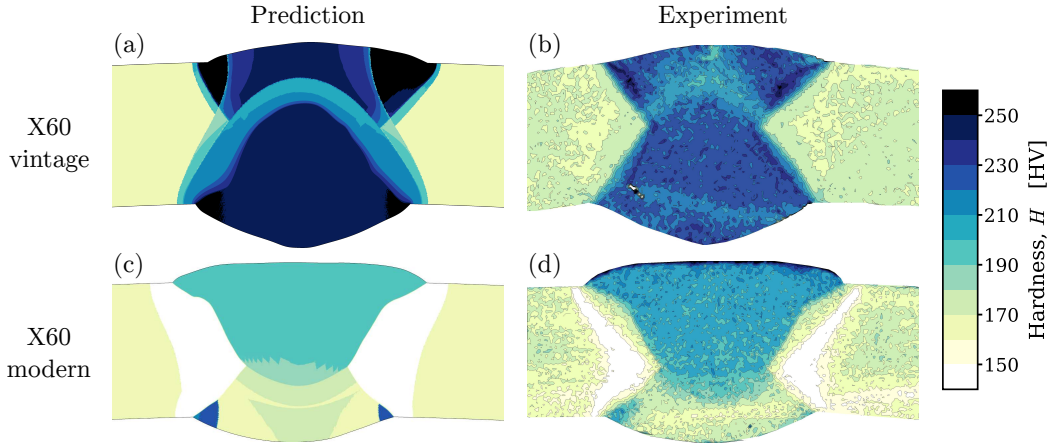 Prediction
Experiment
(a)
(b)
X60
vintage
(c)
(d)
X60
modern
250
230
210
190
170
150
Hardness, H [HV]